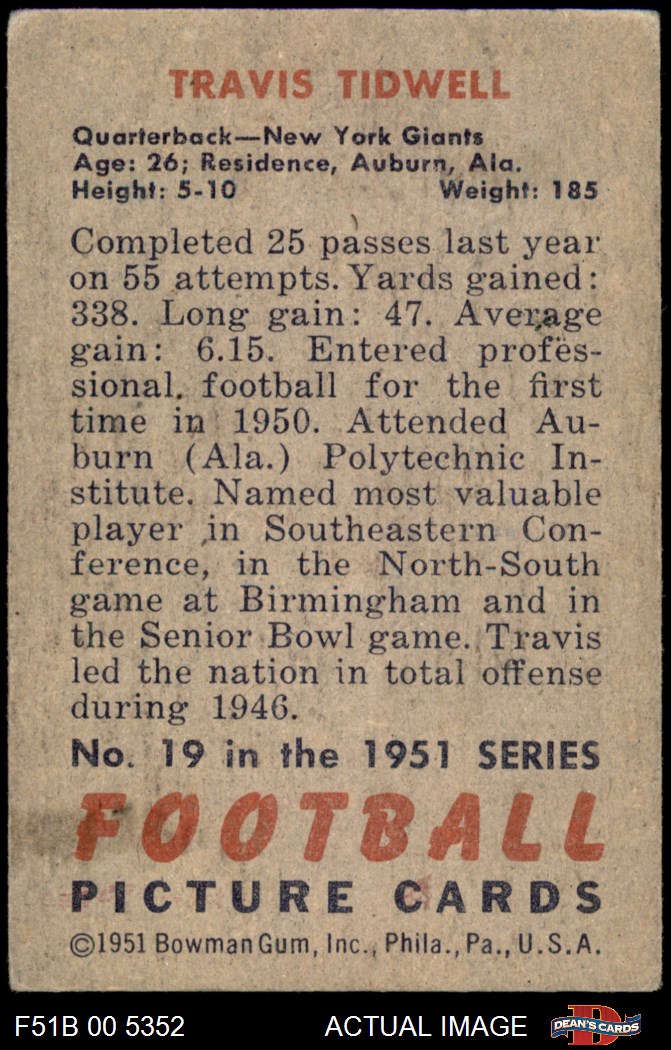 TRAVIS TIDWELL
Quarterback—New York Giants
Age: 26; Residence, Auburn, Ala.
Height: 5-10 Weight: 185
Completed 25 passes last year
on 55 attempts. Yards gained:
338. Long gain: 47. Average
gain: 6.15. Entered profes-
sional. football for the first
time in 1950. Attended Au-
burn (Ala.) Polytechnic In-
stitute. Named most valuable
player in Southeastern Con-
ference, in the North-South
game at Birmingham and in
the Senior Bowl game. Travis
led the nation in total offense
during 1946.
No. 19 in the 1951 SERIES
FOOTBALL
PICTURE CARDS
©1951 Bowman Gum, Inc., Phila., Pa., U.S.A.
F51B 00 5352 ACTUAL IMAGE D DEAN'S CARDS